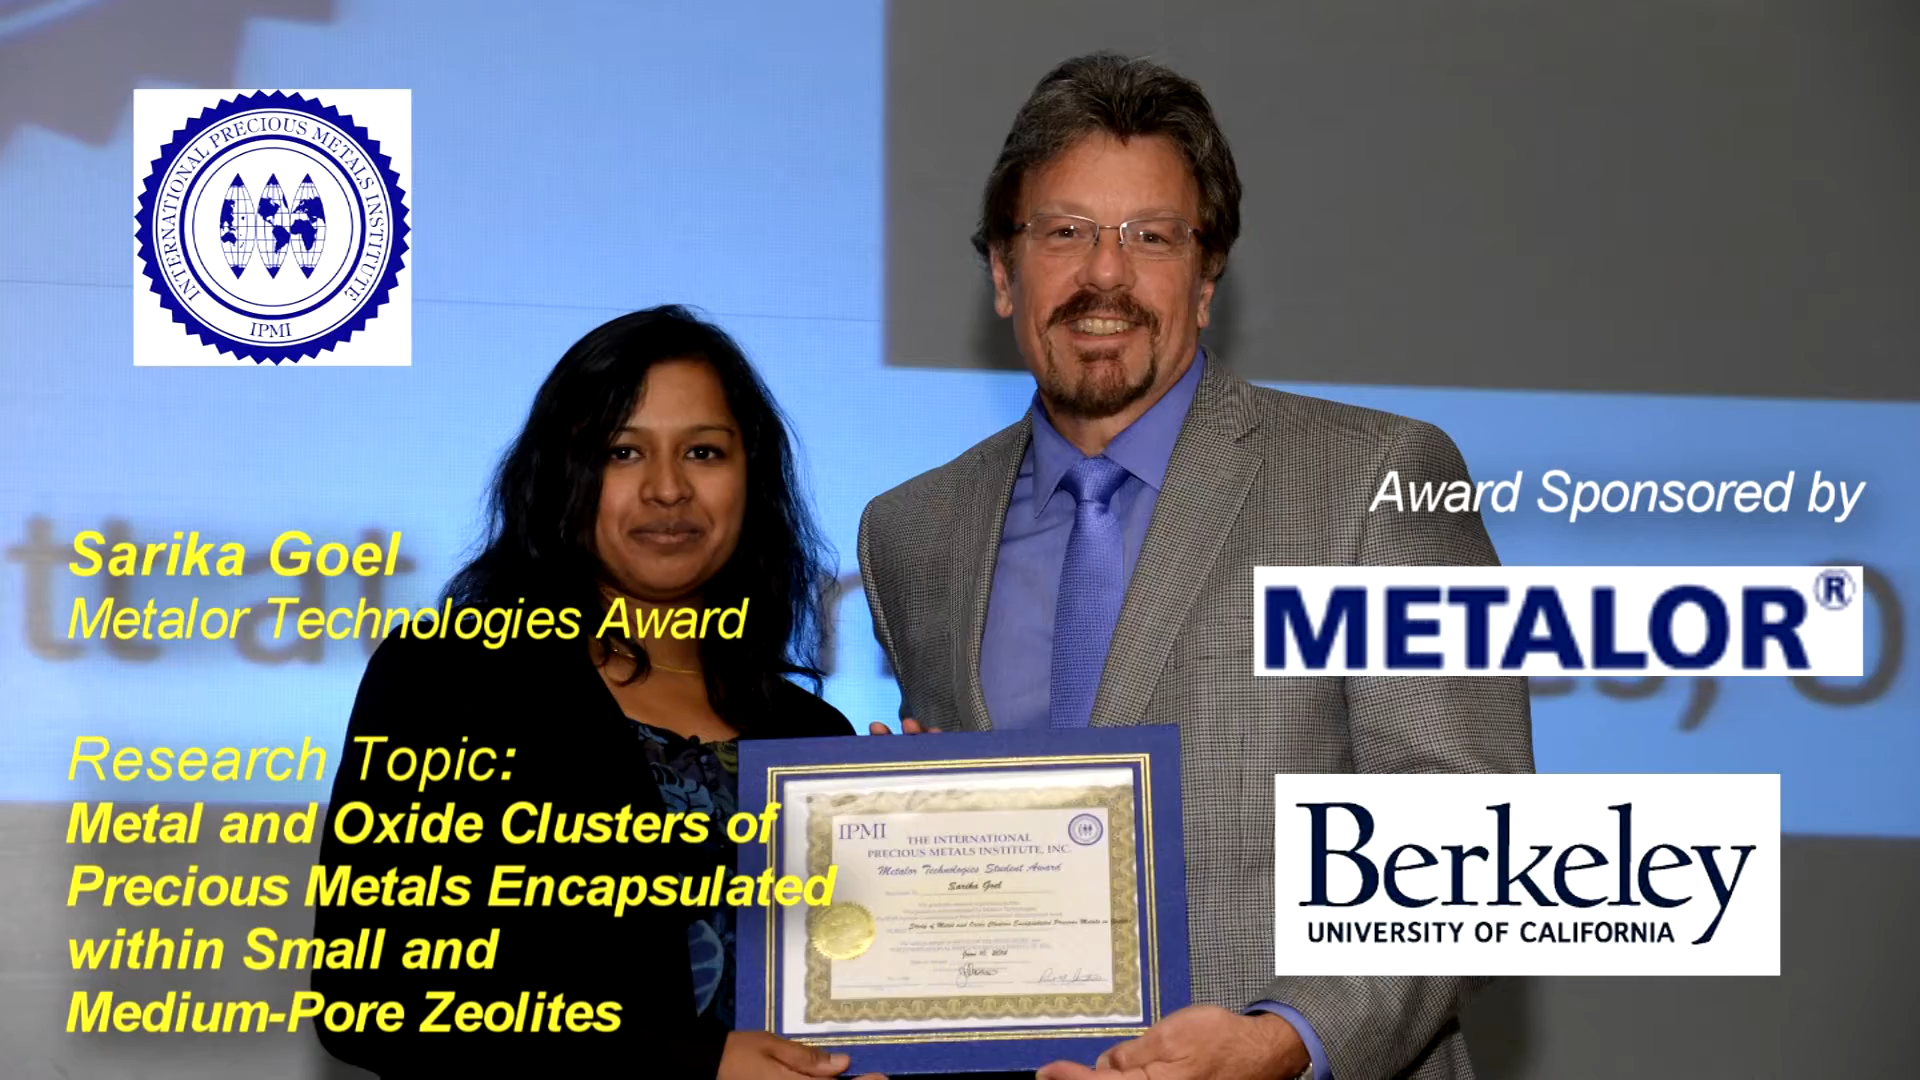 INTERNATIONAL PRECIOUS METALS INSTITUTE
IPMI
Sarika Goel
Metalor Technologies Award
Research Topic:
Metal and Oxide Clusters of
Precious Metals Encapsulated
within Small and
Medium-Pore Zeolites
Award Sponsored by
METALOR®
Berkeley
UNIVERSITY OF CALIFORNIA
IPMI
THE INTERNATIONAL
PRECIOUS METALS INSTITUTE, INC.
Metalor Technologies Student Award
Sarika Goel